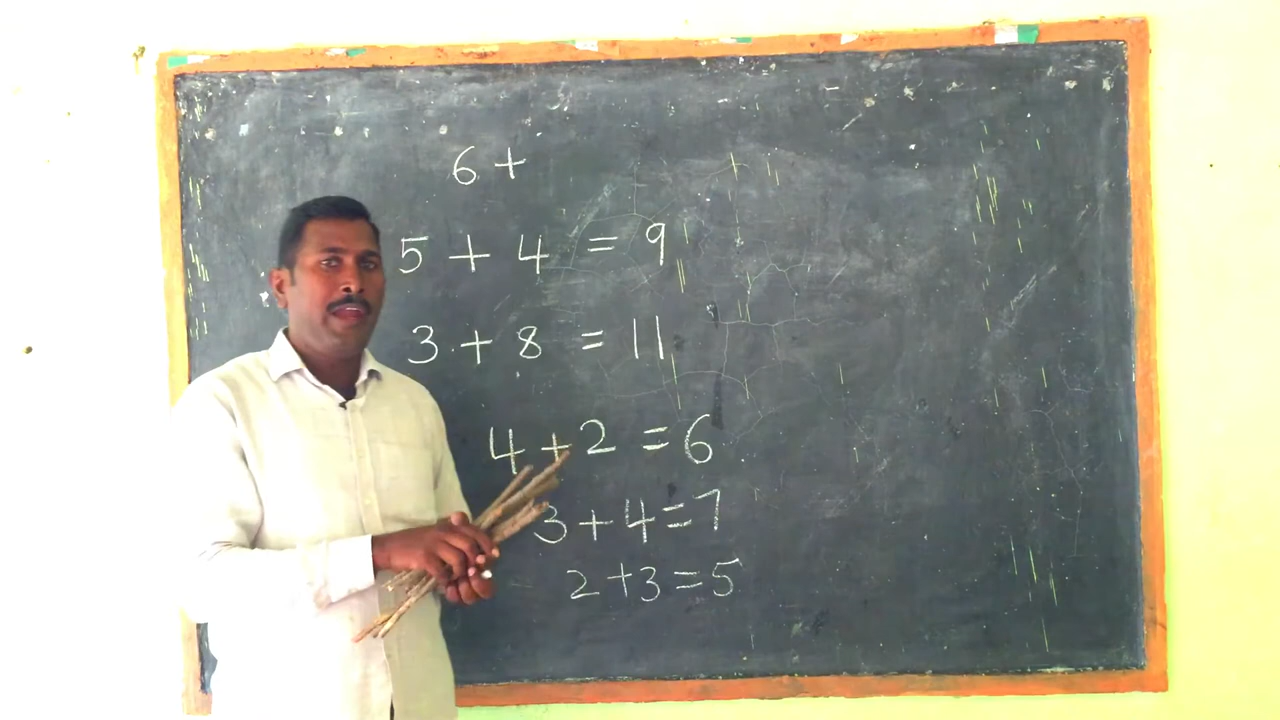 6 +
5 + 4 = 9
3 + 8 = 11
4 + 2 = 6
3 + 4 = 7
2 + 3 = 5